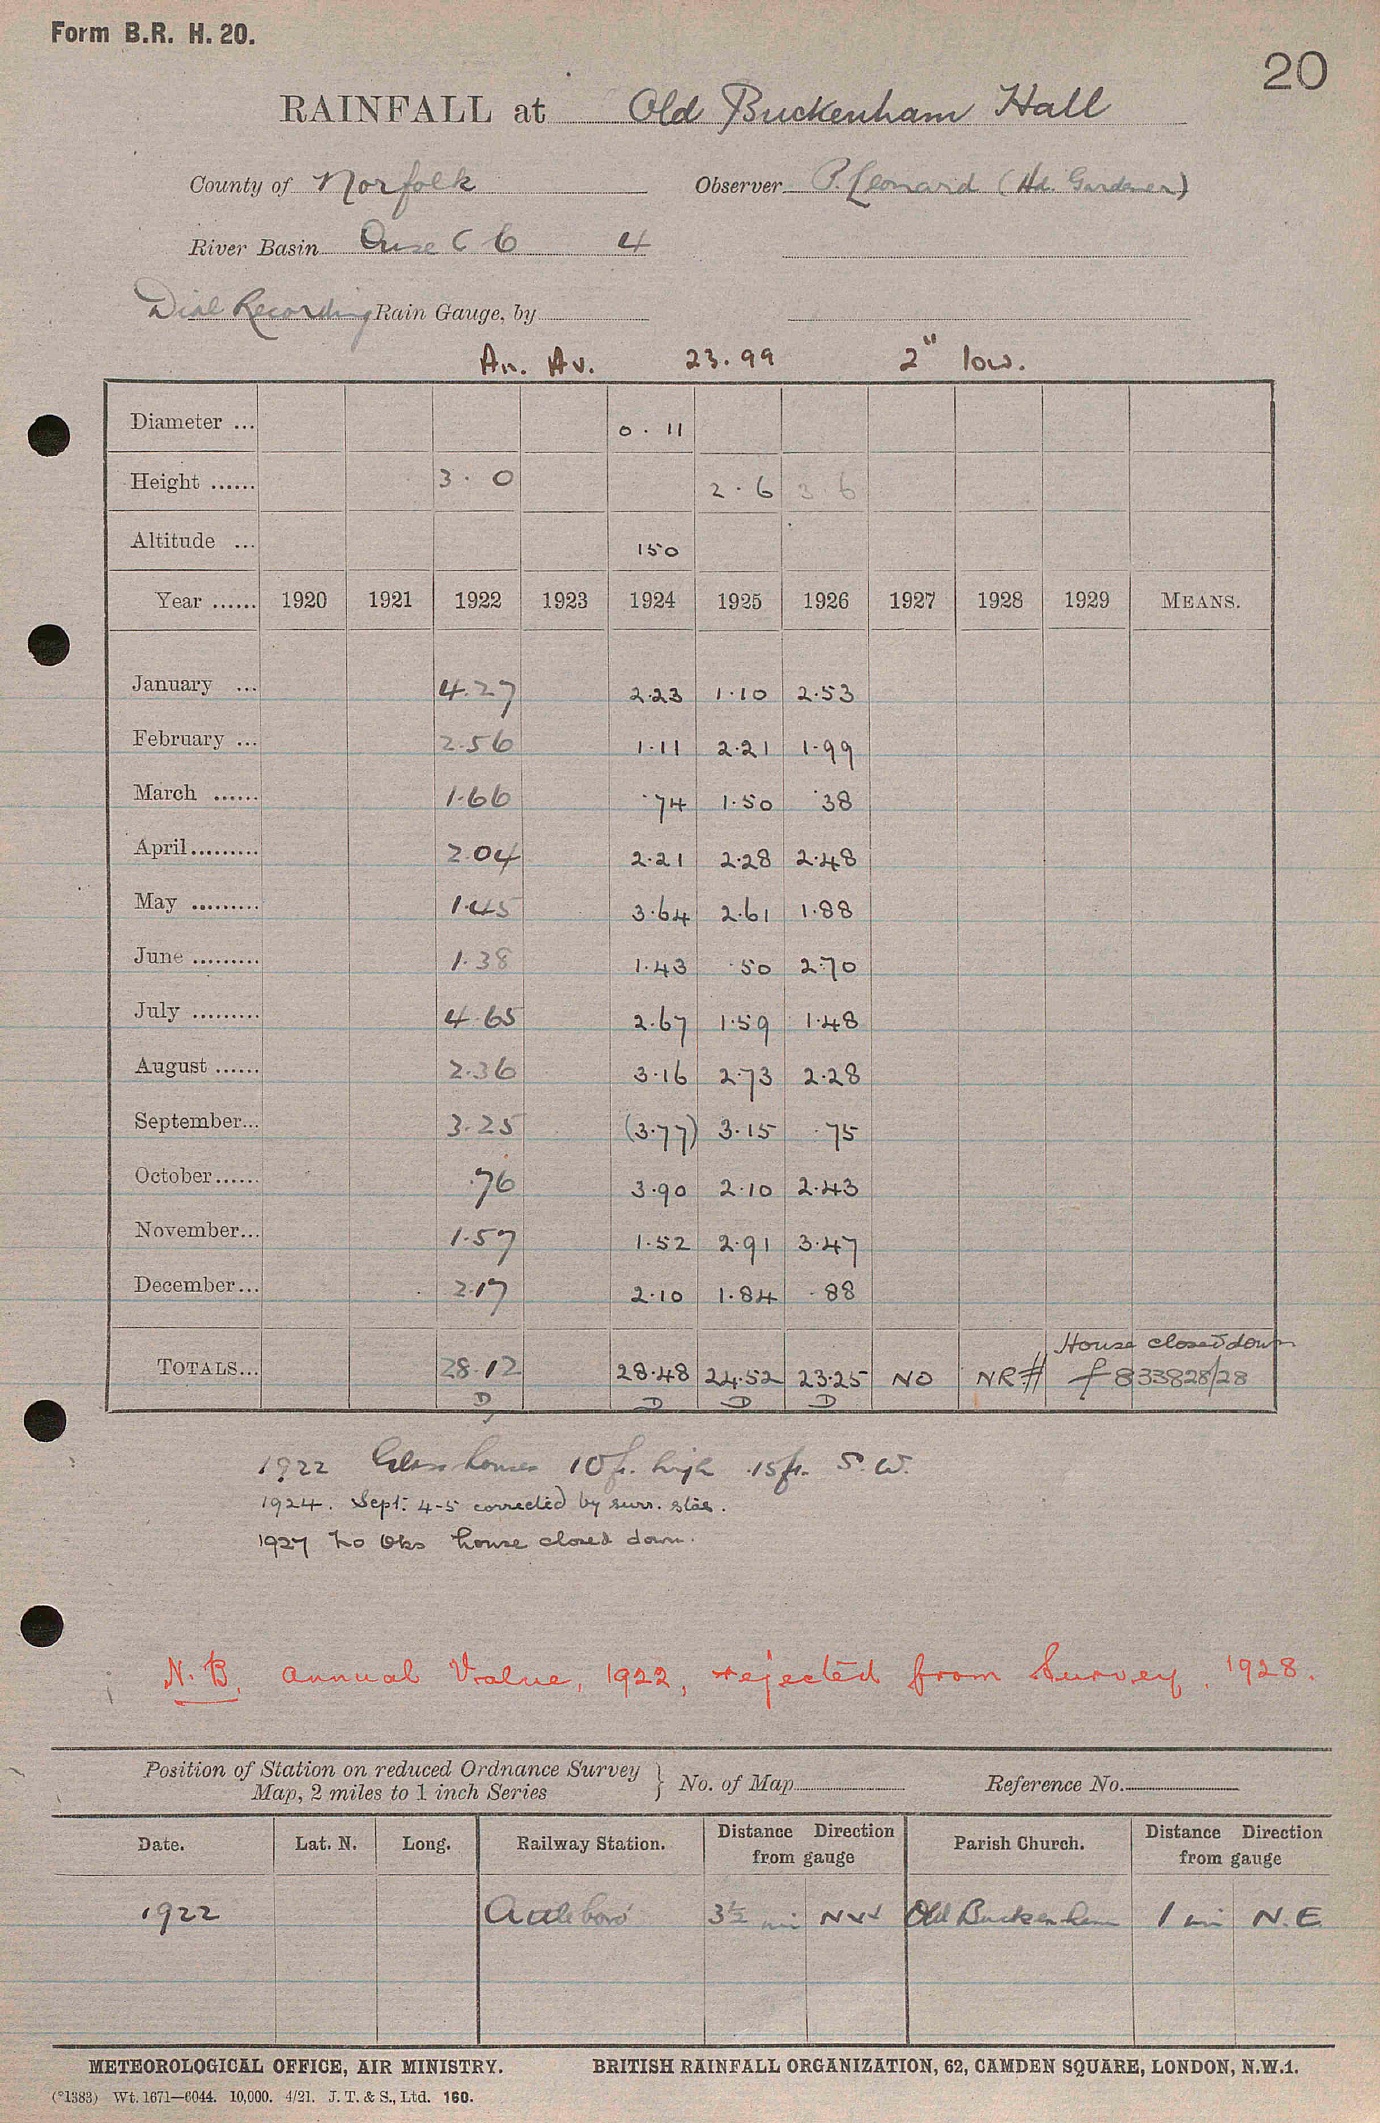 Form B.R. H. 20.
20
RAINFALL at Old Buckenham Hall
County of Norfolk Observer P. Leonard (Hd. Gardener)
River Basin Ouse C 6 4
Dial Recording Rain Gauge, by
An. Av. 23.99 2" low.
Diameter ... 0.11
Height ...... 3.0 2.6 3.6
Altitude ... 150
Year ...... 1920 1921 1922 1923 1924 1925 1926 1927 1928 1929 MEANS.
January ... 4.27 2.23 1.10 2.53
February ... 2.56 1.11 2.21 1.99
March ...... 1.66 .74 1.50 .38
April......... 2.04 2.21 2.28 2.48
May ......... 1.45 3.64 2.61 1.88
June ......... 1.38 1.43 .50 2.70
July ......... 4.65 2.67 1.59 1.48
August ...... 2.36 3.16 2.73 2.28
September... 3.25 (3.77) 3.15 .75
October...... .76 3.90 2.10 2.43
November... 1.57 1.52 2.91 3.47
December... 2.17 2.10 1.84 .88
House closed down
TOTALS... 28.12 28.48 24.52 23.25 NO NR# f 833828/28
D D D D
1922 Glass houses 10 ft. high 15 ft. S.W.
1924. Sept: 4-5 corrected by surr. stas.
1927 No Obs house closed down.
N.B. Annual Value, 1922, rejected from Survey, 1928.
Position of Station on reduced Ordnance Survey
Map, 2 miles to 1 inch Series } No. of Map Reference No.
Date. Lat. N. Long. Railway Station. Distance Direction from gauge Parish Church. Distance Direction from gauge
1922 Attleboro' 3½ mi NW Old Buckenham 1 mi N.E.
METEOROLOGICAL OFFICE, AIR MINISTRY. BRITISH RAINFALL ORGANIZATION, 62, CAMDEN SQUARE, LONDON, N.W.1.
(*1383) Wt. 1671—6044. 10,000. 4/21. J. T. & S., Ltd. 160.